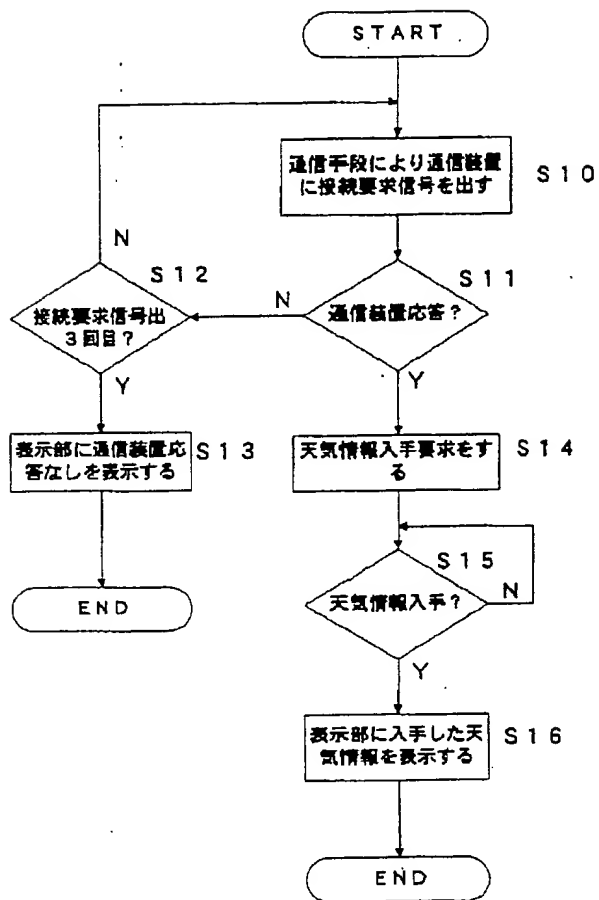 START
通信手段により通信装置
に接続要求信号を出す
S10
S11
通信装置応答?
N
Y
S12
接続要求信号出
3回目?
N
Y
表示部に通信装置応
答なしを表示する
S13
END
天気情報入手要求をす
る
S14
S15
天気情報入手?
N
Y
表示部に入手した天
気情報を表示する
S16
END